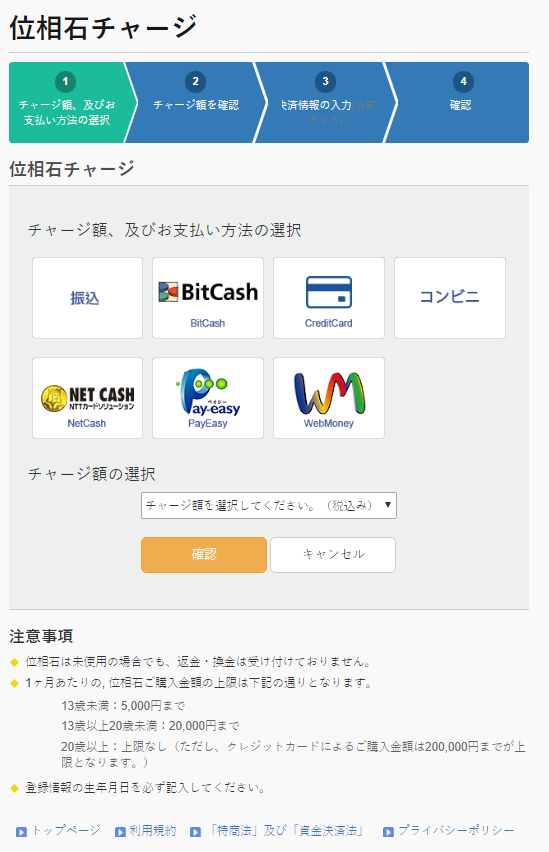 位相石チャージ
1
チャージ額、及びお
支払い方法の選択
2
チャージ額を確認
3
決済情報の入力(外部
サイト)
4
確認
位相石チャージ
チャージ額、及びお支払い方法の選択
振込
BitCash
BitCash
CreditCard
コンビニ
NET CASH
NTTカードソリューション
NetCash
ペイジー
Pay-easy
PayEasy
WM
WebMoney
チャージ額の選択
チャージ額を選択してください。（税込み） ▼
確認
キャンセル
注意事項
位相石は未使用の場合でも、返金・換金は受け付けておりません。
1ヶ月あたりの, 位相石ご購入金額の上限は下記の通りとなります。
13歳未満：5,000円まで
13歳以上20歳未満：20,000円まで
20歳以上：上限なし（ただし、クレジットカードによるご購入金額は200,000円までが上
限となります。）
登録情報の生年月日を必ず記入してください。
トップページ 利用規約 「特商法」及び「資金決済法」 プライバシーポリシー